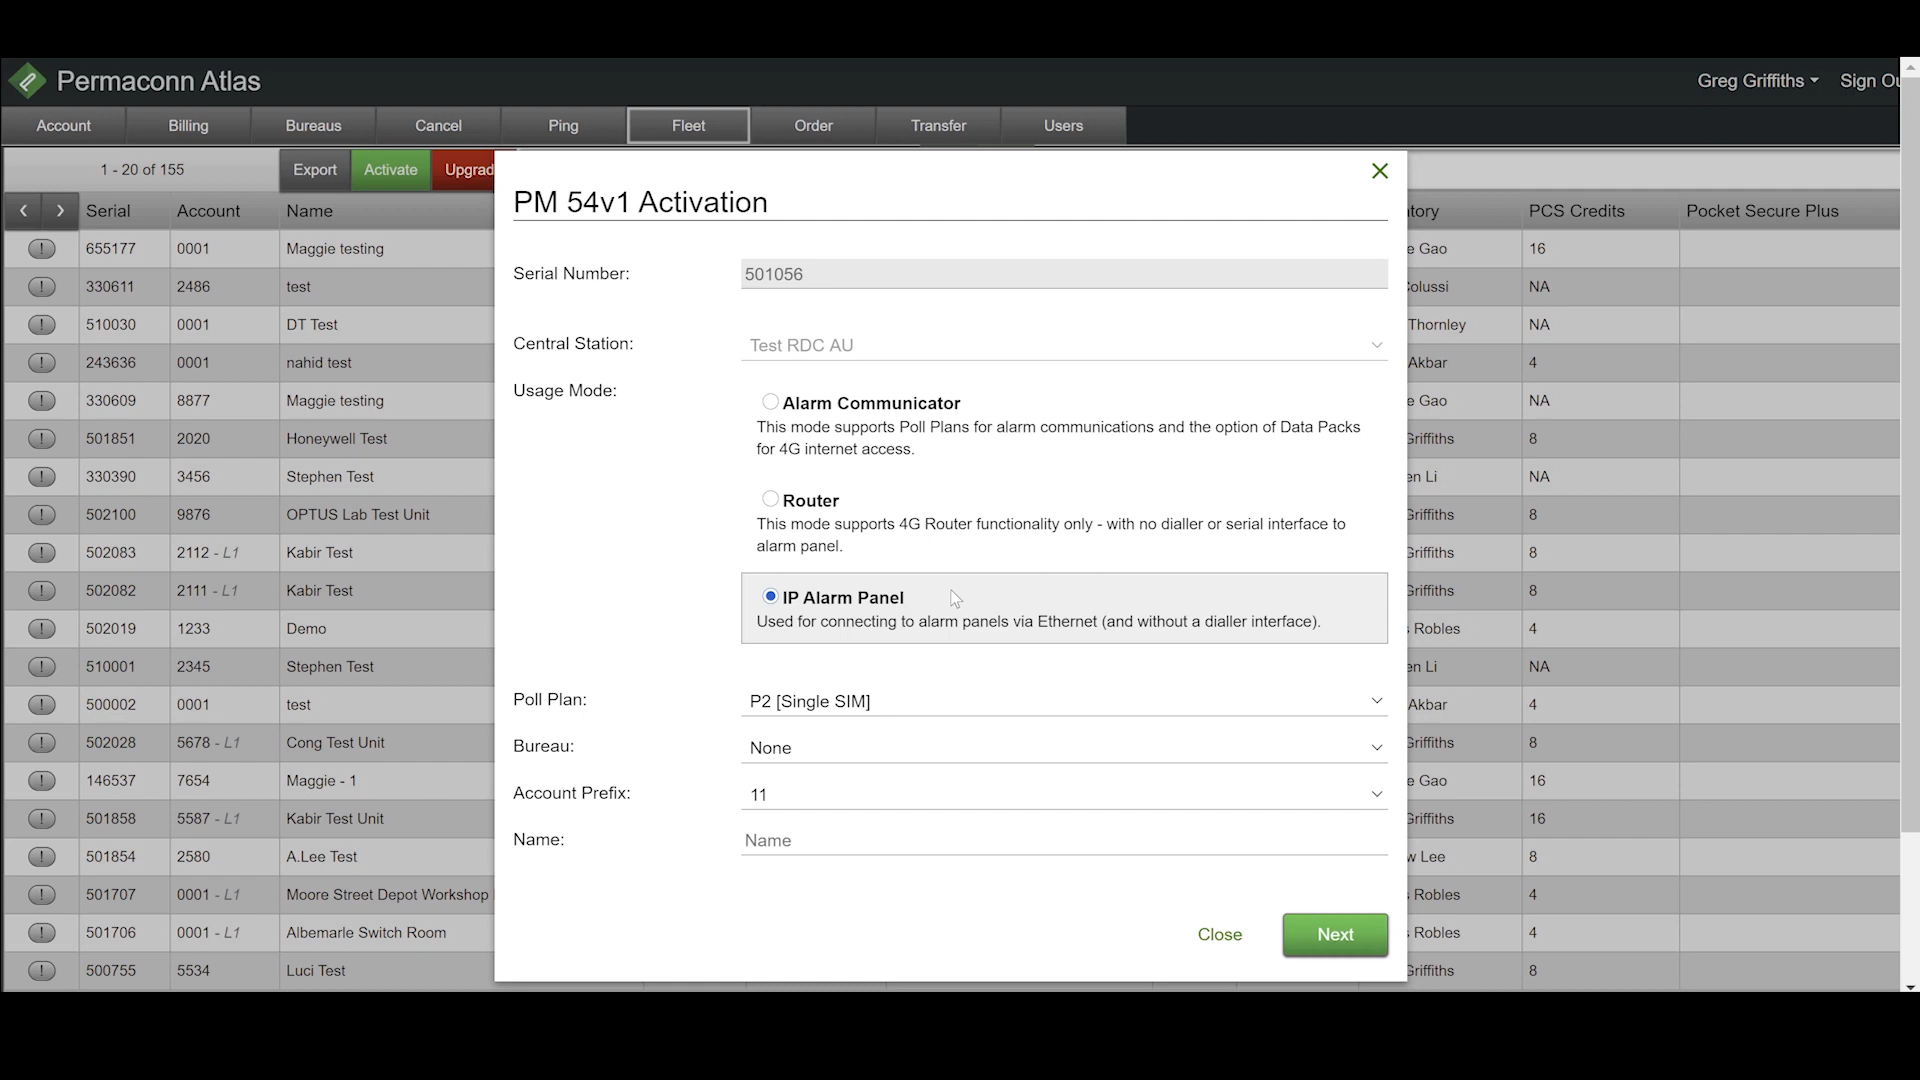 Permaconn Atlas
Greg Griffiths
Sign Ou
Account Billing Bureaus Cancel Ping Fleet Order Transfer Users
1 - 20 of 155
Export Activate Upgrad
PM 54v1 Activation
Serial Account Name
tory PCS Credits Pocket Secure Plus
655177 0001 Maggie testing
e Gao 16
330611 2486 test
Colussi NA
510030 0001 DT Test
Thornley NA
243636 0001 nahid test
Akbar 4
330609 8877 Maggie testing
e Gao NA
501851 2020 Honeywell Test
Griffiths 8
330390 3456 Stephen Test
en Li NA
502100 9876 OPTUS Lab Test Unit
Griffiths 8
502083 2112 - L1 Kabir Test
Griffiths 8
502082 2111 - L1 Kabir Test
Griffiths 8
502019 1233 Demo
s Robles 4
510001 2345 Stephen Test
en Li NA
500002 0001 test
Akbar 4
502028 5678 - L1 Cong Test Unit
Griffiths 8
146537 7654 Maggie - 1
e Gao 16
501858 5587 - L1 Kabir Test Unit
Griffiths 16
501854 2580 A.Lee Test
w Lee 8
501707 0001 - L1 Moore Street Depot Workshop
s Robles 4
501706 0001 - L1 Albemarle Switch Room
s Robles 4
500755 5534 Luci Test
Griffiths 8
Serial Number: 501056
Central Station: Test RDC AU
Usage Mode:
Alarm Communicator
This mode supports Poll Plans for alarm communications and the option of Data Packs
for 4G internet access.
Router
This mode supports 4G Router functionality only - with no dialler or serial interface to
alarm panel.
IP Alarm Panel
Used for connecting to alarm panels via Ethernet (and without a dialler interface).
Poll Plan: P2 [Single SIM]
Bureau: None
Account Prefix: 11
Name: Name
Close Next